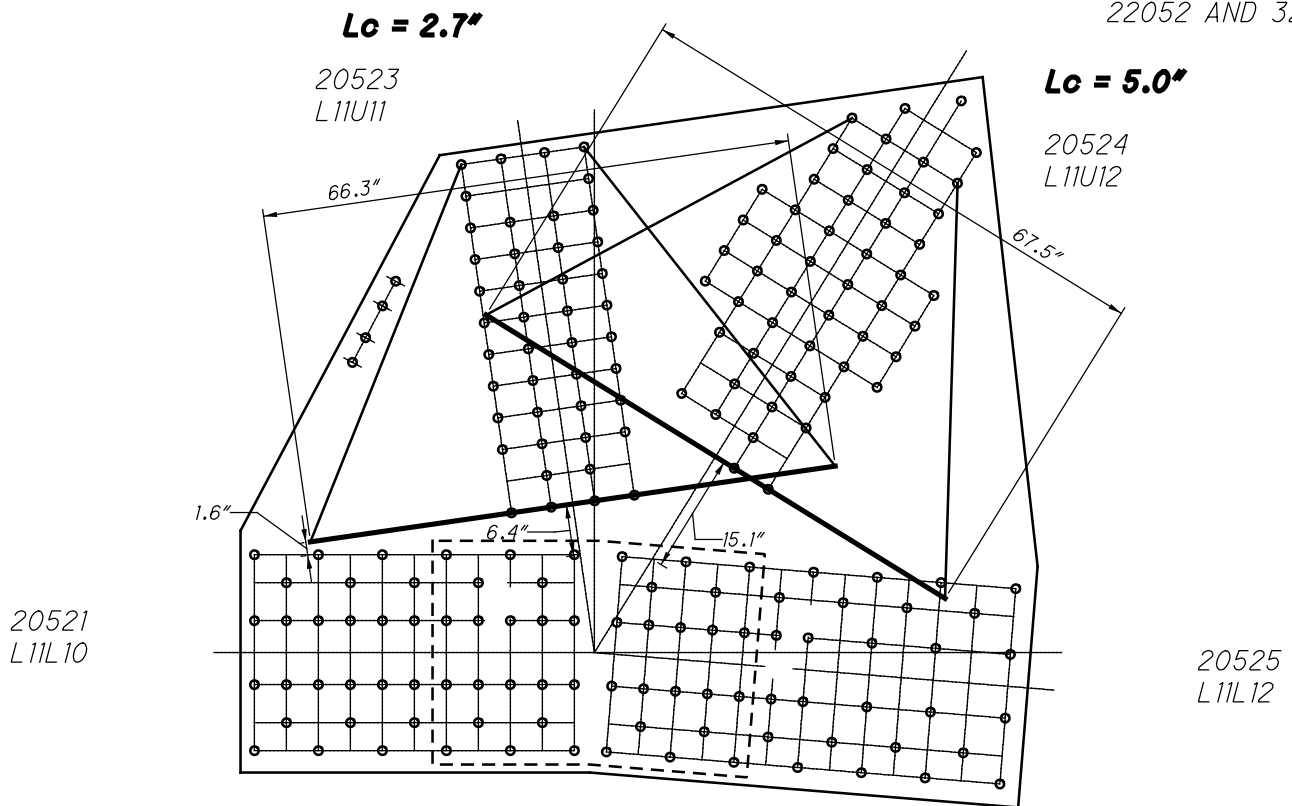 Lc = 2.7"
22052 AND
20523
L11U11
Lc = 5.0"
20524
L11U12
66.3"
67.5"
1.6"
6.4"
15.1"
20521
L11L10
20525
L11L12